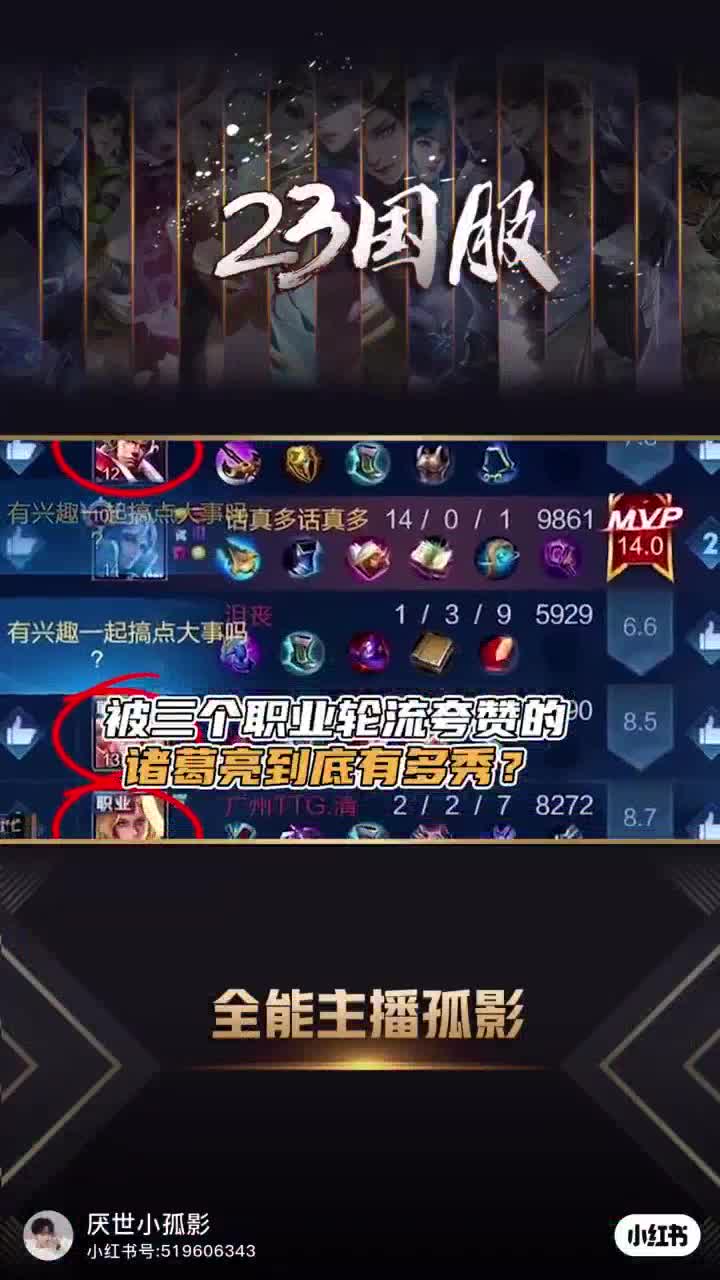 23国服
12
有兴趣一起搞点大事吗
?
话真多话真多 14 / 0 / 1 9861
MVP
14.0
2
沮丧 1 / 3 / 9 5929
6.6
有兴趣一起搞点大事吗
?
8.5
被三个职业轮流夸赞的
诸葛亮到底有多秀?
13
职业
广州TTG.清 2 / 2 / 7 8272
8.7
全能主播孤影
厌世小孤影
小红书号:519606343
小红书